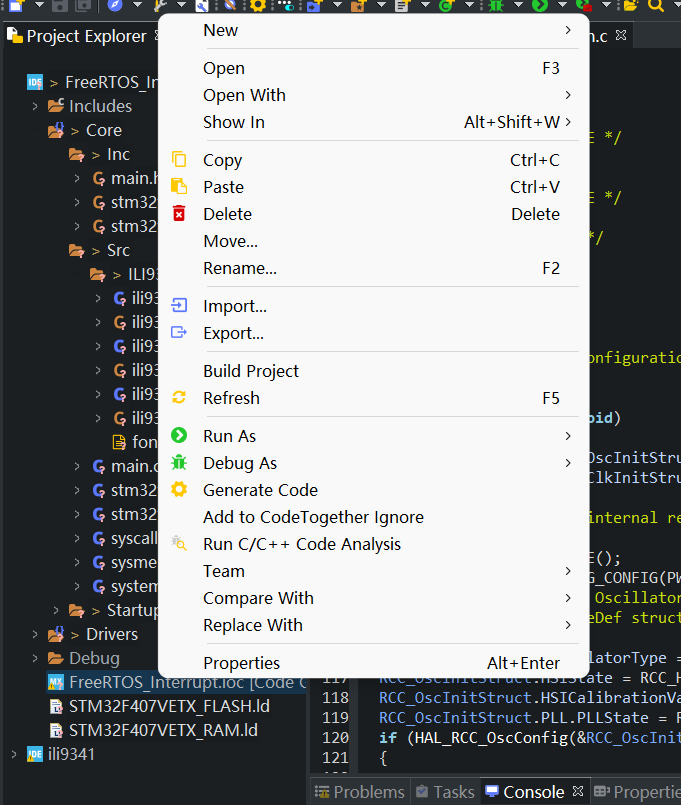 Project Explorer
n.c
FreeRTOS_In
Includes
Core
Inc
main.h
stm32
stm32
Src
ILI93
ili93
ili93
ili93
ili93
ili93
ili93
fon
main.c
stm32
stm32
syscall
sysme
system
Startup
Drivers
Debug
FreeRTOS_Interrupt.ioc [Code G
STM32F407VETX_FLASH.ld
STM32F407VETX_RAM.ld
ili9341
New
Open F3
Open With
Show In Alt+Shift+W
Copy Ctrl+C
Paste Ctrl+V
Delete Delete
Move...
Rename... F2
Import...
Export...
Build Project
Refresh F5
Run As
Debug As
Generate Code
Add to CodeTogether Ignore
Run C/C++ Code Analysis
Team
Compare With
Replace With
Properties Alt+Enter
E */
E */
*/
onfiguration
oid)
OscInitStru
ClkInitStru
internal re
E();
G_CONFIG(PW
Oscillator
eDef struct
latorType =
117 RCC_OscInitStruct.HSIState = RCC_H
118 RCC_OscInitStruct.HSICalibrationVa
119 RCC_OscInitStruct.PLL.PLLState = R
120 if (HAL_RCC_OscConfig(&RCC_OscInit
121 {
Problems Tasks Console Propertie